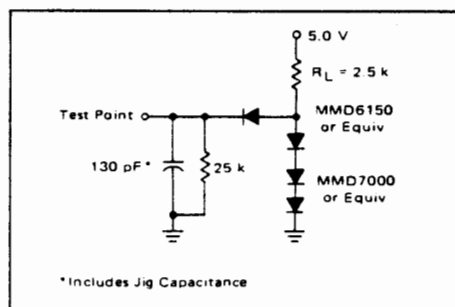 5.0 V
R_L = 2.5 k
Test Point
MMD6150
or Equiv
130 pF*
25 k
MMD7000
or Equiv
*Includes Jig Capacitance